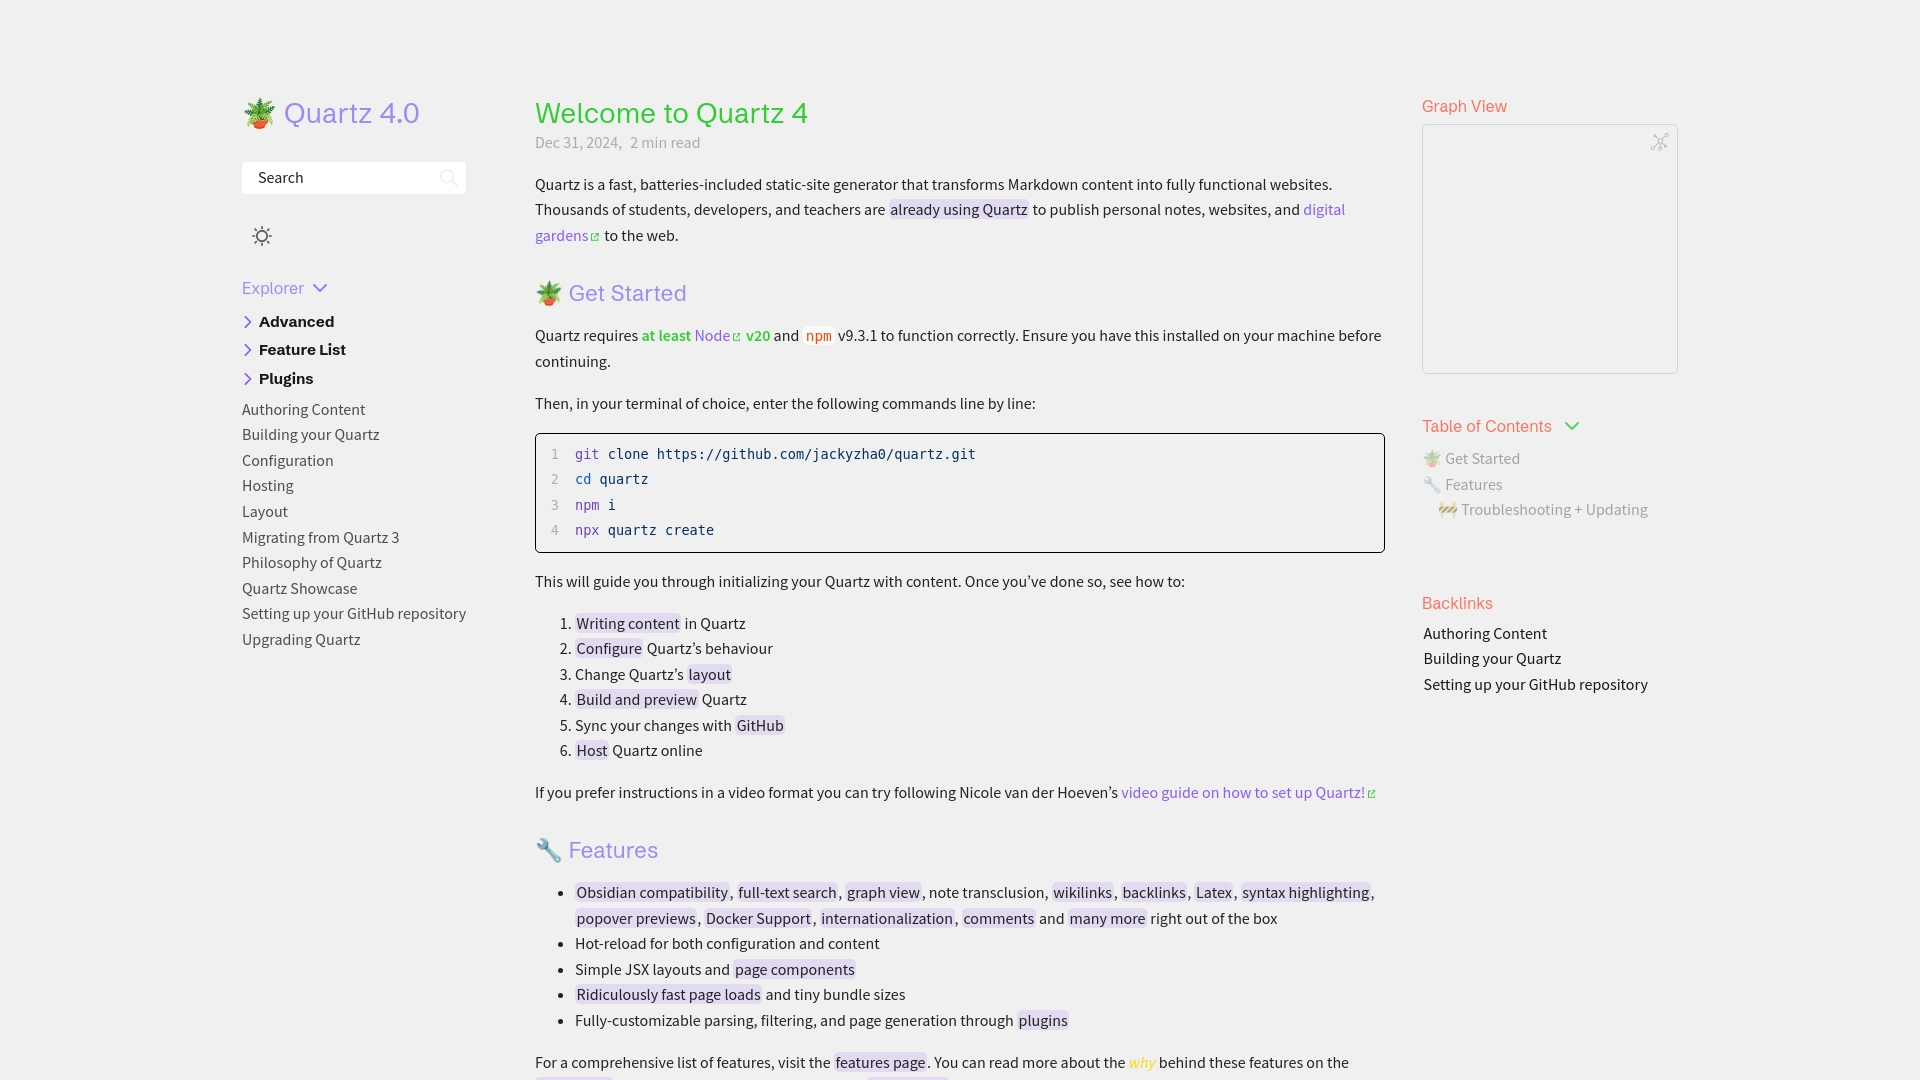 Quartz 4.0
Search
Explorer
Advanced
Feature List
Plugins
Authoring Content
Building your Quartz
Configuration
Hosting
Layout
Migrating from Quartz 3
Philosophy of Quartz
Quartz Showcase
Setting up your GitHub repository
Upgrading Quartz
Welcome to Quartz 4
Dec 31, 2024, 2 min read
Quartz is a fast, batteries-included static-site generator that transforms Markdown content into fully functional websites.
Thousands of students, developers, and teachers are already using Quartz to publish personal notes, websites, and digital
gardens to the web.
🪴 Get Started
Quartz requires at least Node v20 and npm v9.3.1 to function correctly. Ensure you have this installed on your machine before
continuing.
Then, in your terminal of choice, enter the following commands line by line:
1 git clone https://github.com/jackyzha0/quartz.git
2 cd quartz
3 npm i
4 npx quartz create
This will guide you through initializing your Quartz with content. Once you’ve done so, see how to:
1. Writing content in Quartz
2. Configure Quartz’s behaviour
3. Change Quartz’s layout
4. Build and preview Quartz
5. Sync your changes with GitHub
6. Host Quartz online
If you prefer instructions in a video format you can try following Nicole van der Hoeven’s video guide on how to set up Quartz!
🔧 Features
• Obsidian compatibility, full-text search, graph view, note transclusion, wikilinks, backlinks, Latex, syntax highlighting,
popover previews, Docker Support, internationalization, comments and many more right out of the box
• Hot-reload for both configuration and content
• Simple JSX layouts and page components
• Ridiculously fast page loads and tiny bundle sizes
• Fully-customizable parsing, filtering, and page generation through plugins
For a comprehensive list of features, visit the features page. You can read more about the why behind these features on the
Graph View
Table of Contents
🪴 Get Started
🔧 Features
🚧 Troubleshooting + Updating
Backlinks
Authoring Content
Building your Quartz
Setting up your GitHub repository